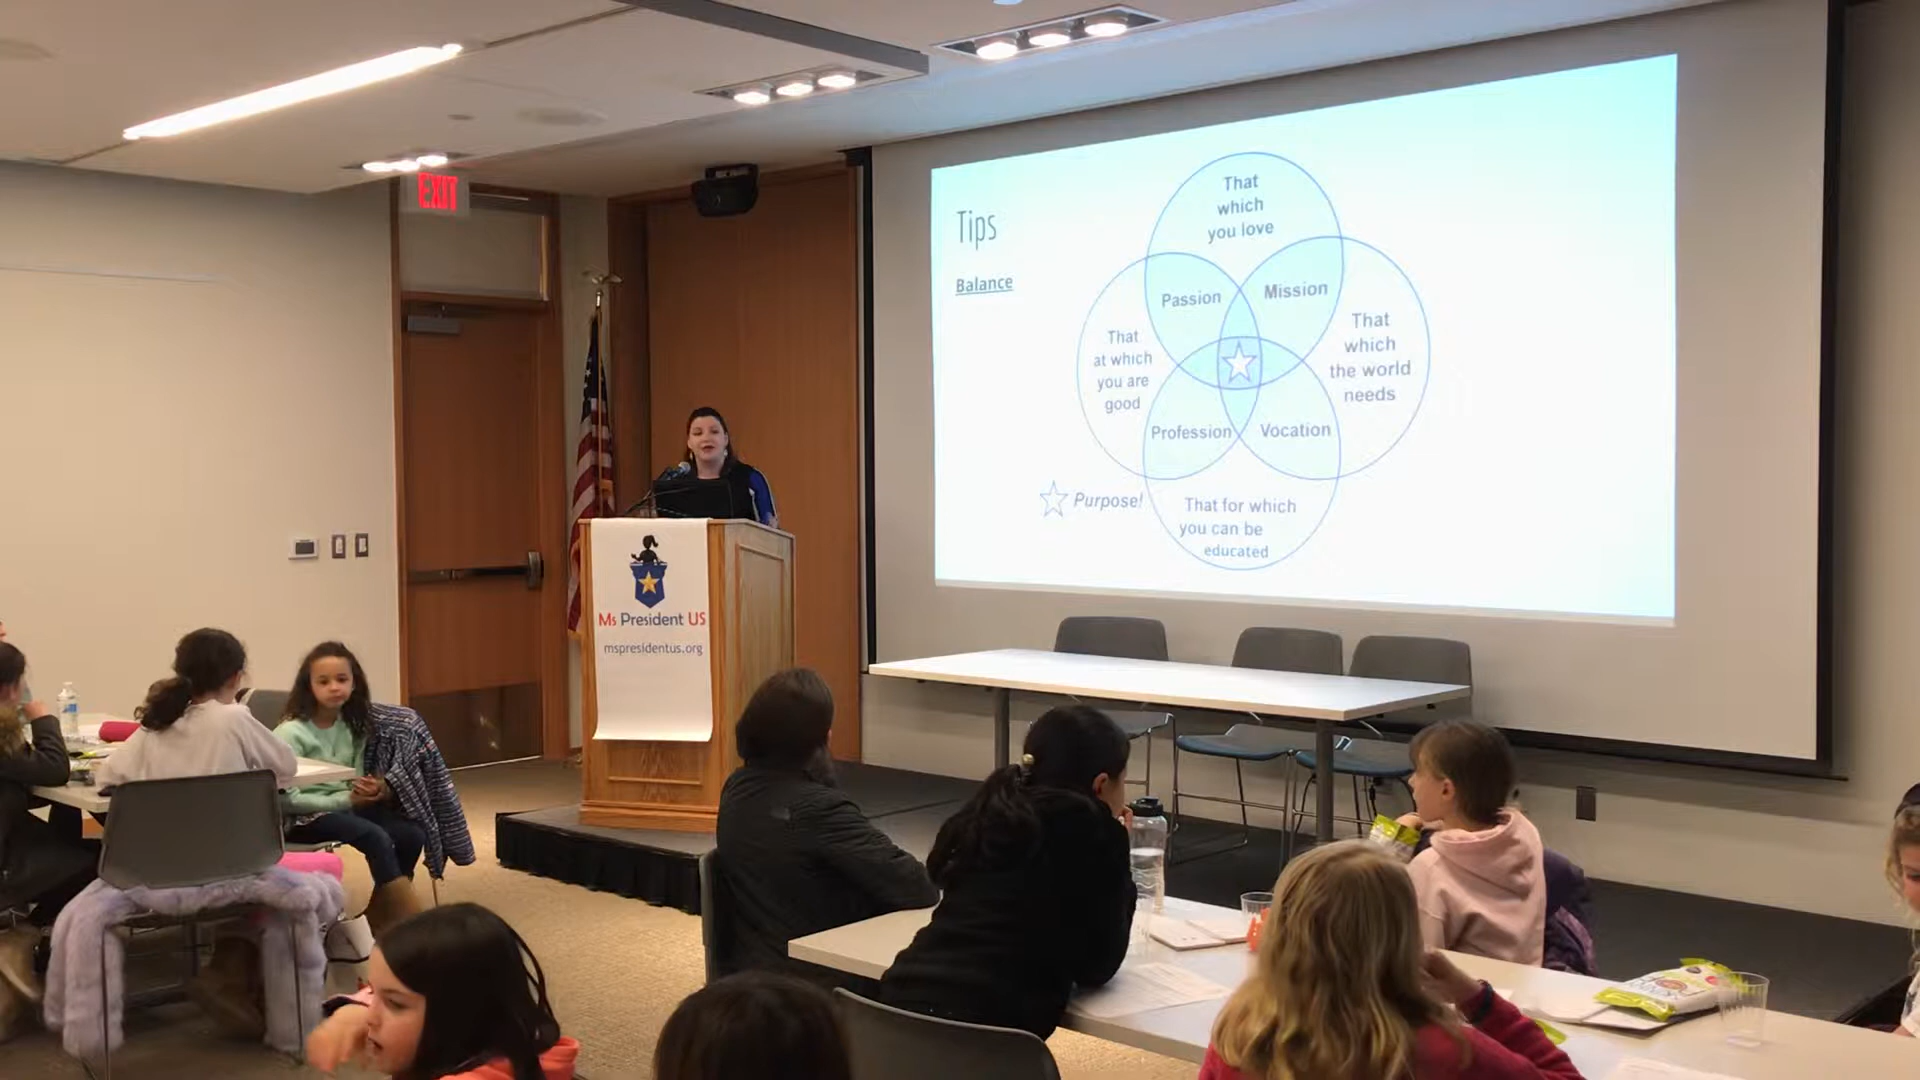 EXIT
Tips
Balance
That
which
you love
Passion
Mission
That
at which
you are
good
That
which
the world
needs
Profession
Vocation
Purpose!
That for which
you can be
educated
Ms President US
mspresidentus.org